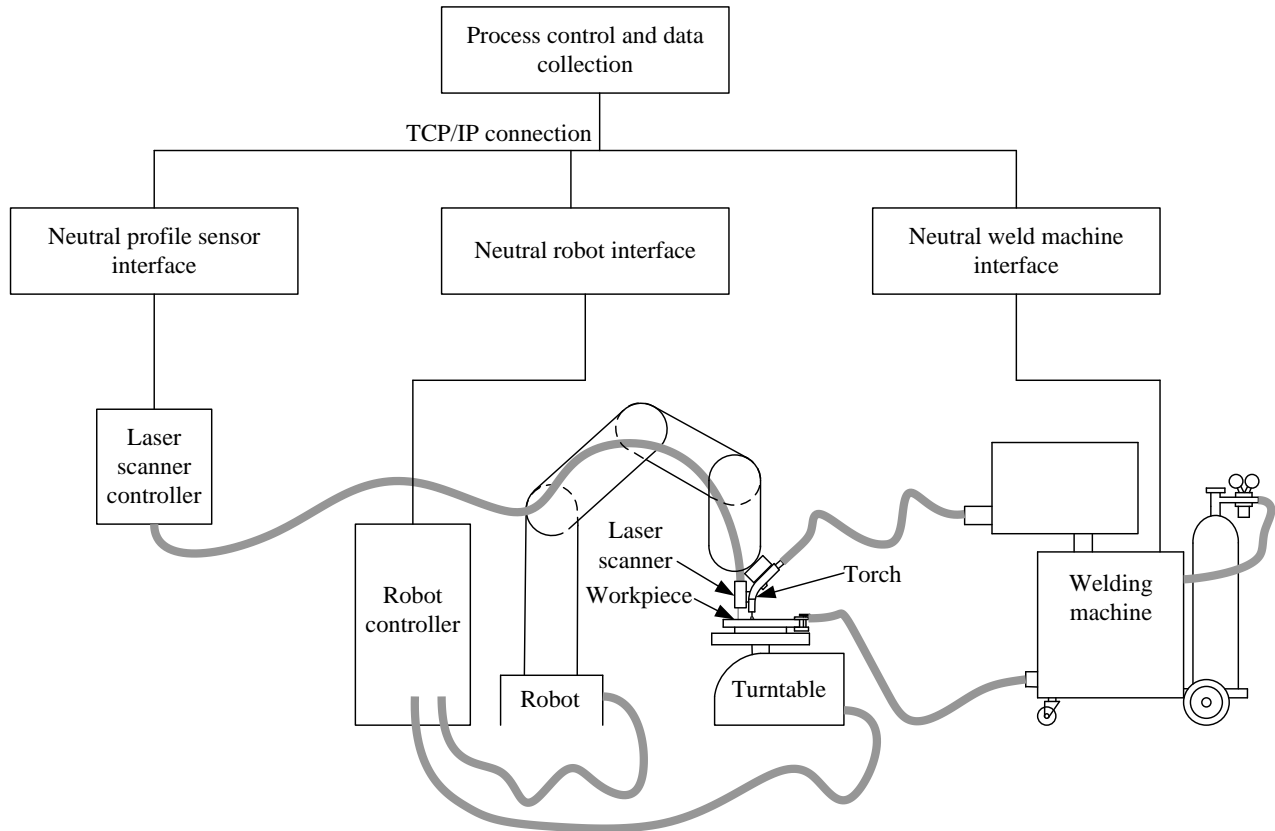 Process control and data
collection
TCP/IP connection
Neutral profile sensor
interface
Neutral robot interface
Neutral weld machine
interface
Laser
scanner
controller
Robot
controller
Robot
Laser
scanner
Workpiece
Torch
Turntable
Welding
machine